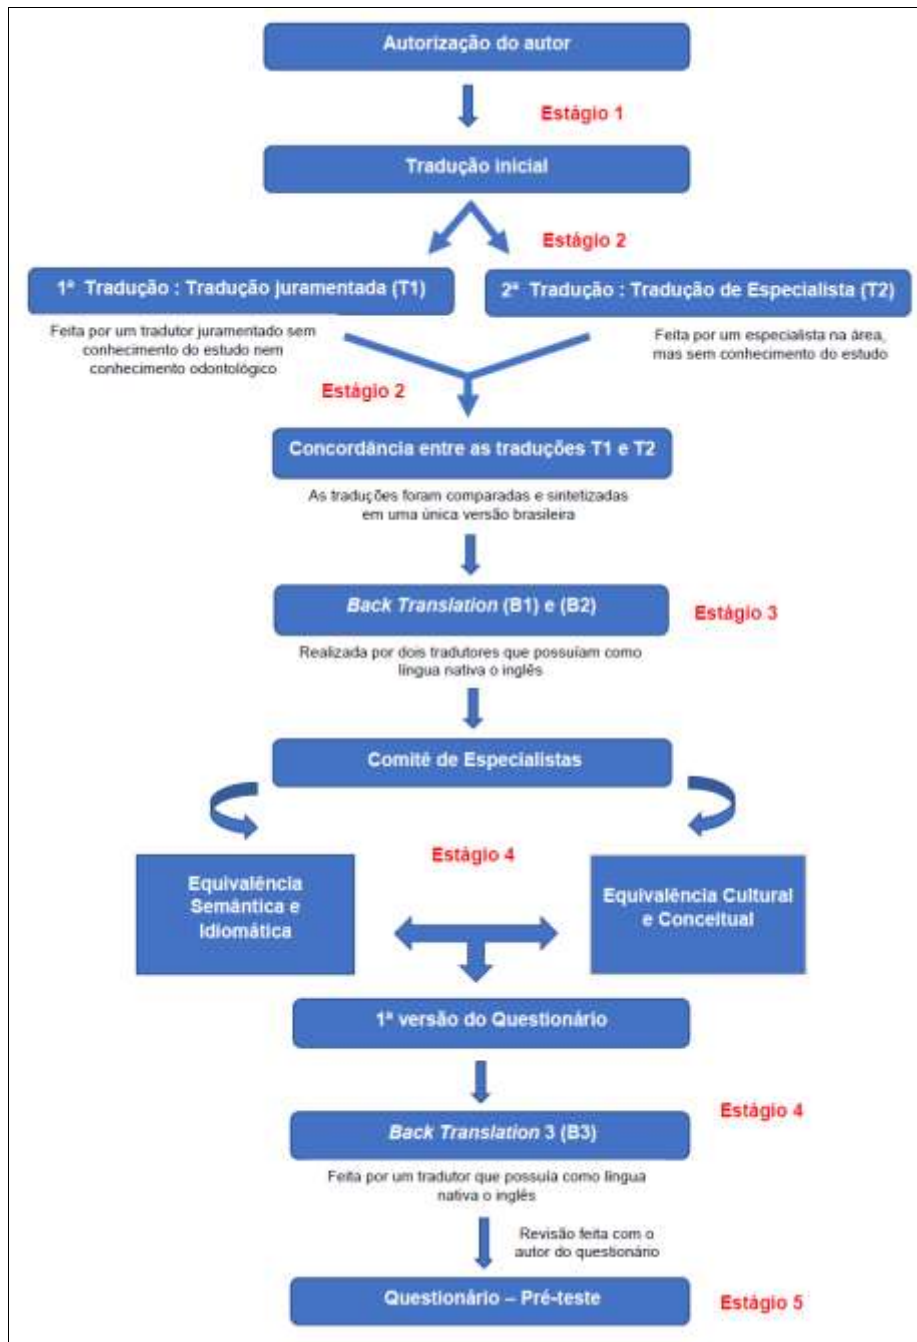 Autorização do autor
Estágio 1
Tradução inicial
Estágio 2
1ª Tradução : Tradução juramentada (T1)
2ª Tradução : Tradução de Especialista (T2)
Feita por um tradutor juramentado sem
conhecimento do estudo nem
conhecimento odontológico
Feita por um especialista na área,
mas sem conhecimento do estudo
Estágio 2
Concordância entre as traduções T1 e T2
As traduções foram comparadas e sintetizadas
em uma única versão brasileira
Back Translation (B1) e (B2)
Estágio 3
Realizada por dois tradutores que possuíam como
língua nativa o inglês
Comitê de Especialistas
Estágio 4
Equivalência
Semântica e
Idiomática
Equivalência Cultural
e Conceitual
1ª versão do Questionário
Estágio 4
Back Translation 3 (B3)
Feita por um tradutor que possuía como língua
nativa o inglês
Revisão feita com o
autor do questionário
Questionário – Pré-teste
Estágio 5